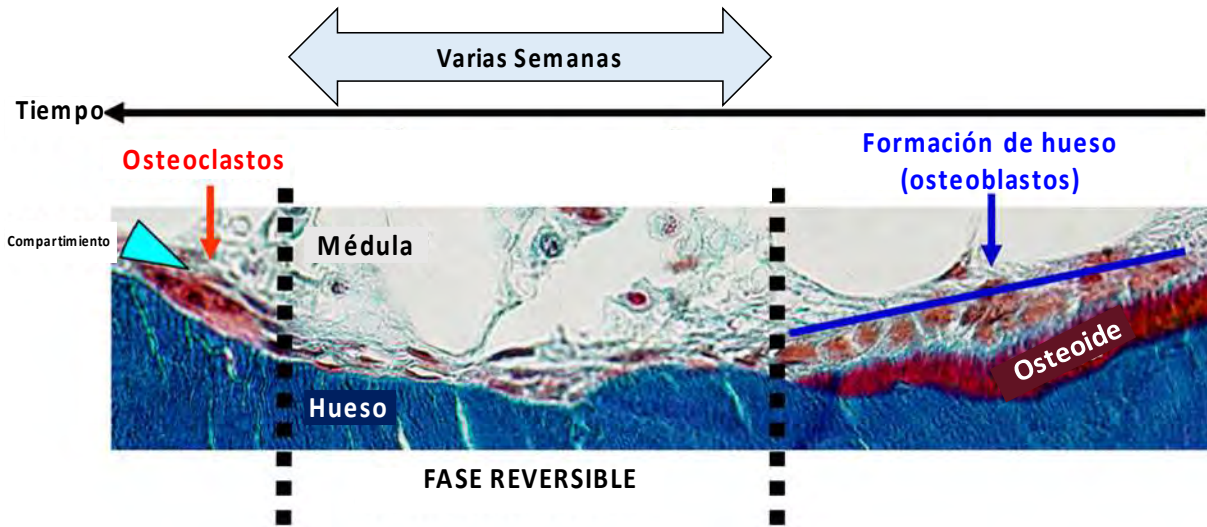 Varias Semanas
Tiempo
Osteoclastos
Formación de hueso
(osteoblastos)
Compartimiento
Médula
Osteoide
Hueso
FASE REVERSIBLE